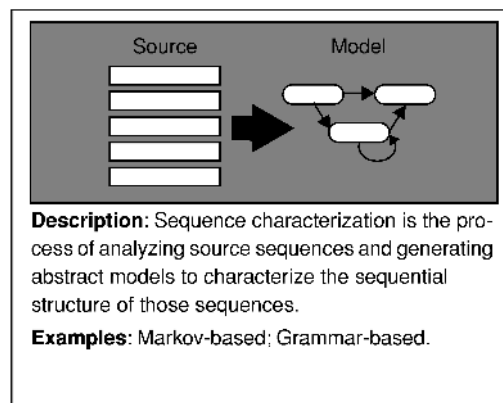 Source Model
Description: Sequence characterization is the pro-
cess of analyzing source sequences and generating
abstract models to characterize the sequential
structure of those sequences.
Examples: Markov-based; Grammar-based.